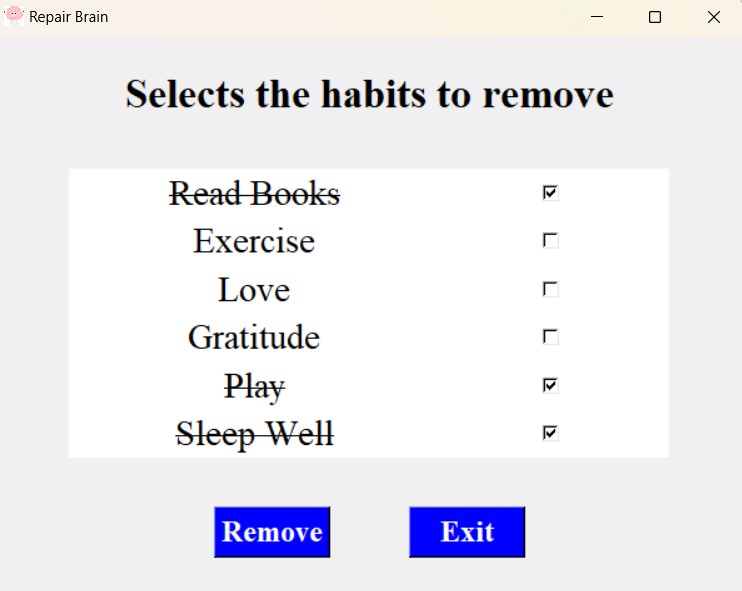 Repair Brain
Selects the habits to remove
Read Books
Exercise
Love
Gratitude
Play
Sleep Well
Remove Exit